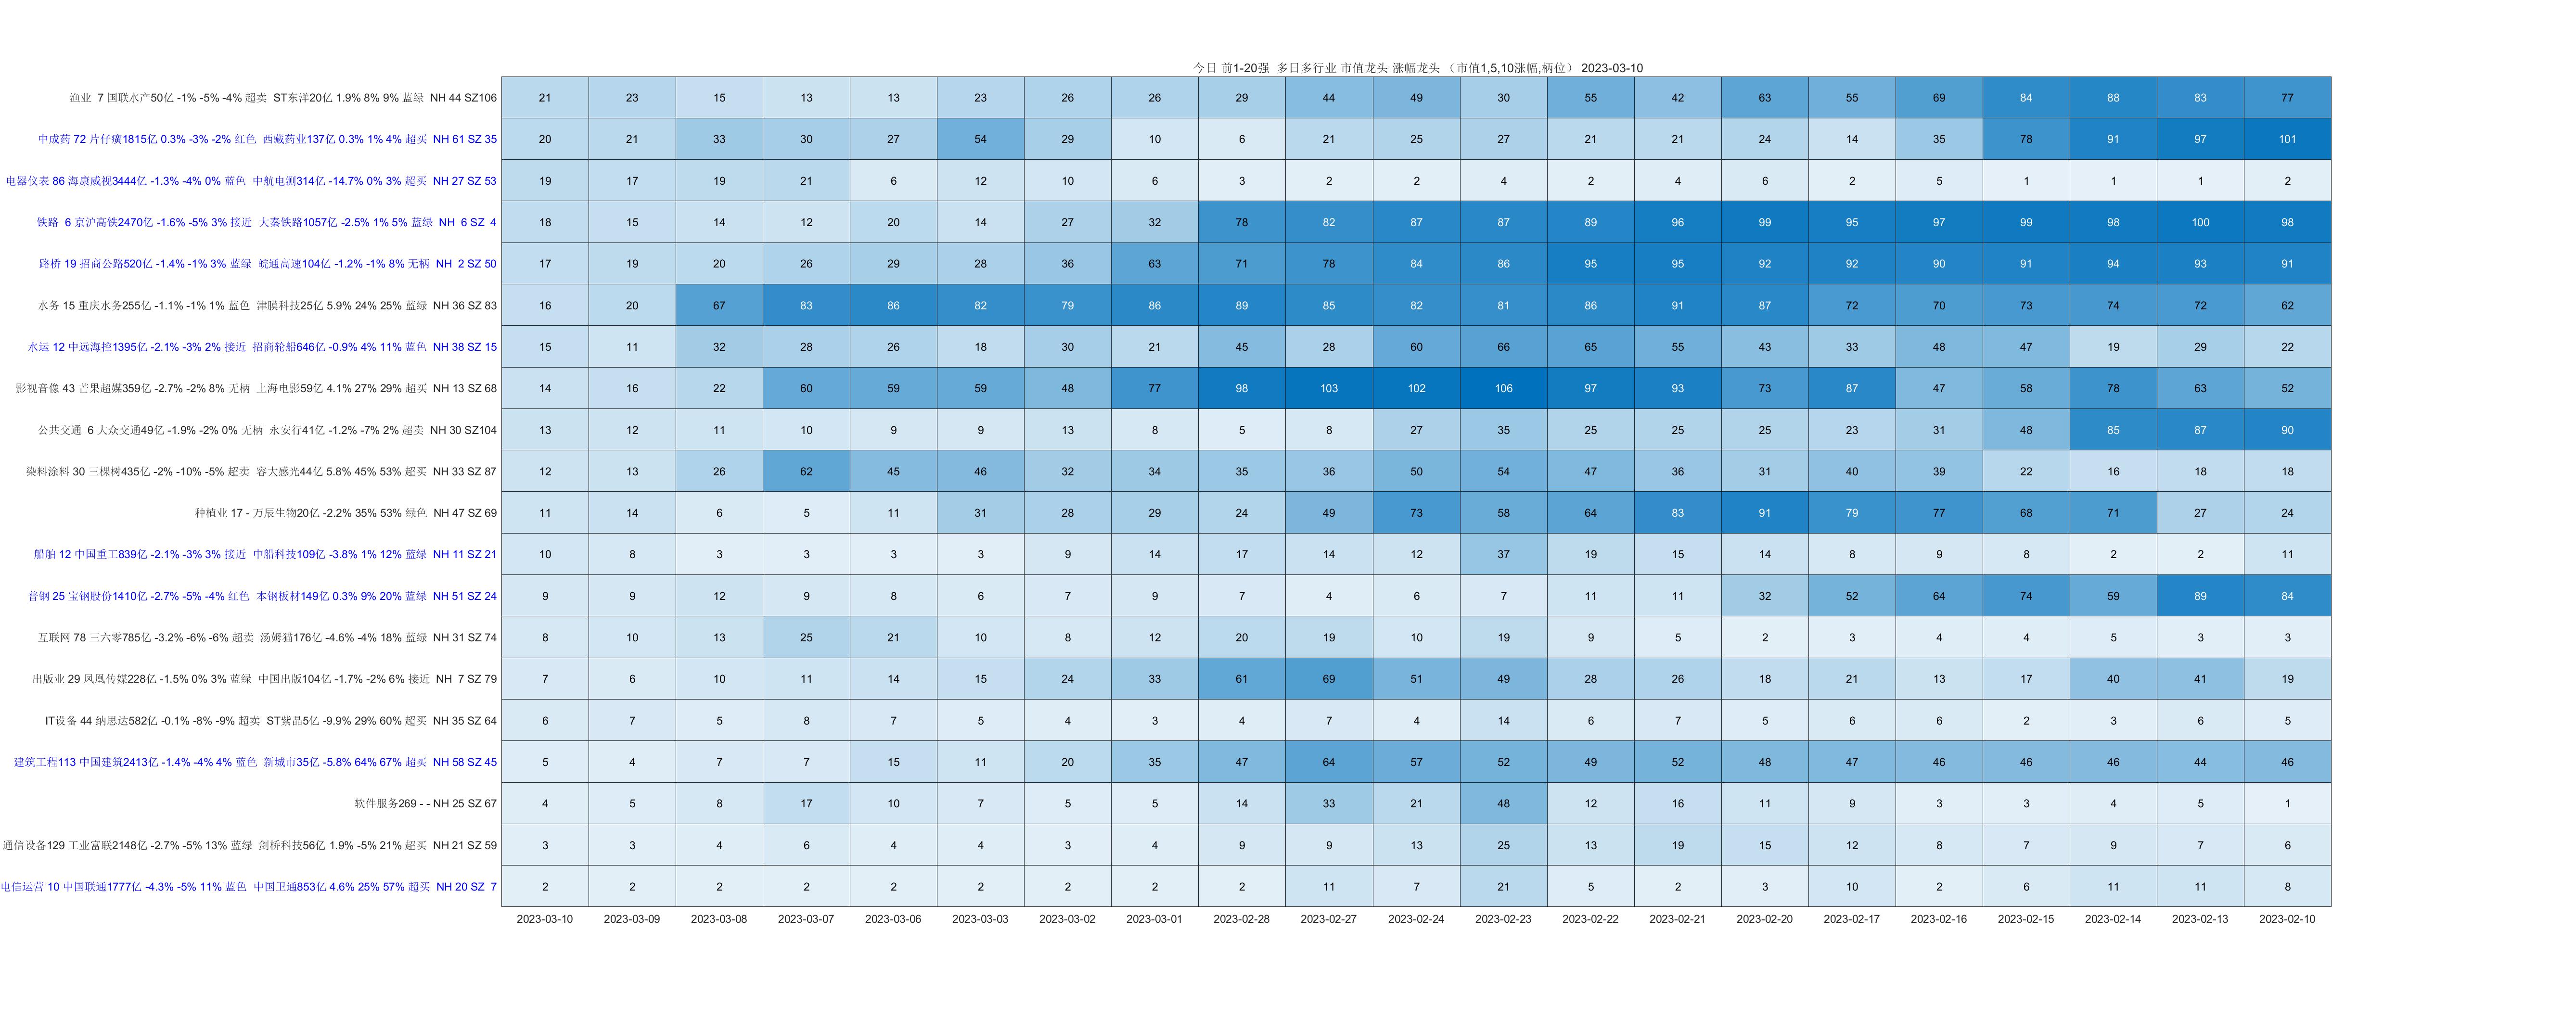 今日 前1-20强 多日多行业 市值龙头 涨幅龙头 （市值1,5,10涨幅,柄位） 2023-03-10
渔业 7 国联水产50亿 -1% -5% -4% 超卖 ST东洋20亿 1.9% 8% 9% 蓝绿 NH 44 SZ106 21 23 15 13 13 23 26 26 29 44 49 30 55 42 63 55 69 84 88 83 77
中成药 72 片仔癀1815亿 0.3% -3% -2% 红色 西藏药业137亿 0.3% 1% 4% 超买 NH 61 SZ 35 20 21 33 30 27 54 29 10 6 21 25 27 21 21 24 14 35 78 91 97 101
电器仪表 86 海康威视3444亿 -1.3% -4% 0% 蓝色 中航电测314亿 -14.7% 0% 3% 超买 NH 27 SZ 53 19 17 19 21 6 12 10 6 3 2 2 4 2 4 6 2 5 1 1 1 2
铁路 6 京沪高铁2470亿 -1.6% -5% 3% 接近 大秦铁路1057亿 -2.5% 1% 5% 蓝绿 NH 6 SZ 4 18 15 14 12 20 14 27 32 78 82 87 87 89 96 99 95 97 99 98 100 98
路桥 19 招商公路520亿 -1.4% -1% 3% 蓝绿 皖通高速104亿 -1.2% -1% 8% 无柄 NH 2 SZ 50 17 19 20 26 29 28 36 63 71 78 84 86 95 95 92 92 90 91 94 93 91
水务 15 重庆水务255亿 -1.1% -1% 1% 蓝色 津膜科技25亿 5.9% 24% 25% 蓝绿 NH 36 SZ 83 16 20 67 83 86 82 79 86 89 85 82 81 86 91 87 72 70 73 74 72 62
水运 12 中远海控1395亿 -2.1% -3% 2% 接近 招商轮船646亿 -0.9% 4% 11% 蓝色 NH 38 SZ 15 15 11 28 26 18 30 21 45 28 60 66 65 55 43 33 48 47 19 29 22
影视音像 43 芒果超媒359亿 -2.7% -2% 8% 无柄 上海电影59亿 4.1% 27% 29% 超买 NH 13 SZ 68 14 16 22 60 59 59 48 77 98 103 102 106 97 93 73 87 47 58 78 63 52
公共交通 6 大众交通49亿 -1.9% -2% 0% 无柄 永安行41亿 -1.2% -7% 2% 超卖 NH 30 SZ104 13 12 11 10 9 9 13 8 5 8 27 35 25 25 25 23 31 48 85 87 90
染料涂料 30 三棵树435亿 -2% -10% -5% 超卖 容大感光44亿 5.8% 45% 53% 超买 NH 33 SZ 87 12 13 26 62 45 46 32 34 35 36 50 54 47 36 31 40 39 22 16 18 18
种植业 17 - 万辰生物20亿 -2.2% 35% 53% 绿色 NH 47 SZ 69 11 14 6 5 11 31 28 29 24 49 73 58 64 83 91 79 77 68 71 27 24
船舶 12 中国重工839亿 -2.1% -3% 3% 接近 中船科技109亿 -3.8% 1% 12% 蓝绿 NH 11 SZ 21 10 8 3 3 3 3 9 14 17 14 12 37 19 15 14 8 9 8 2 2 11
普钢 25 宝钢股份1410亿 -2.7% -5% -4% 红色 本钢板材149亿 0.3% 9% 20% 蓝绿 NH 51 SZ 24 9 9 12 9 8 6 7 9 7 4 6 7 11 11 32 52 64 74 59 89 84
互联网 78 三六零785亿 -3.2% -6% -6% 超卖 汤姆猫176亿 -4.6% -4% 18% 蓝绿 NH 31 SZ 74 8 10 13 25 21 10 8 12 20 19 10 19 9 5 2 3 4 4 5 3 3
出版业 29 凤凰传媒228亿 -1.5% 0% 3% 蓝绿 中国出版104亿 -1.7% -2% 6% 接近 NH 7 SZ 79 7 6 10 11 14 15 24 33 61 69 51 49 28 26 18 21 13 17 40 41 19
IT设备 44 纳思达582亿 -0.1% -8% -9% 超卖 ST紫晶5亿 -9.9% 29% 60% 超买 NH 35 SZ 64 6 7 5 8 7 5 4 3 4 7 4 14 6 7 5 6 6 2 3 6 5
建筑工程113 中国建筑2413亿 -1.4% -4% 4% 蓝色 新城市35亿 -5.8% 64% 67% 超买 NH 58 SZ 45 5 4 7 7 15 11 20 35 47 64 57 52 49 52 48 47 46 46 46 44 46
软件服务269 - - NH 25 SZ 67 4 5 8 17 10 7 5 5 14 33 21 48 12 16 11 9 3 3 4 5 1
通信设备129 工业富联2148亿 -2.7% -5% 13% 蓝绿 剑桥科技56亿 1.9% -5% 21% 超买 NH 21 SZ 59 3 3 4 6 4 4 3 4 9 9 13 25 13 19 15 12 8 7 9 7 6
电信运营 10 中国联通1777亿 -4.3% -5% 11% 蓝色 中国卫通853亿 4.6% 25% 57% 超买 NH 20 SZ 7 2 2 2 2 2 2 2 2 2 11 7 21 5 2 3 10 2 6 11 11 8
2023-03-10 2023-03-09 2023-03-08 2023-03-07 2023-03-06 2023-03-03 2023-03-02 2023-03-01 2023-02-28 2023-02-27 2023-02-24 2023-02-23 2023-02-22 2023-02-21 2023-02-20 2023-02-17 2023-02-16 2023-02-15 2023-02-14 2023-02-13 2023-02-10